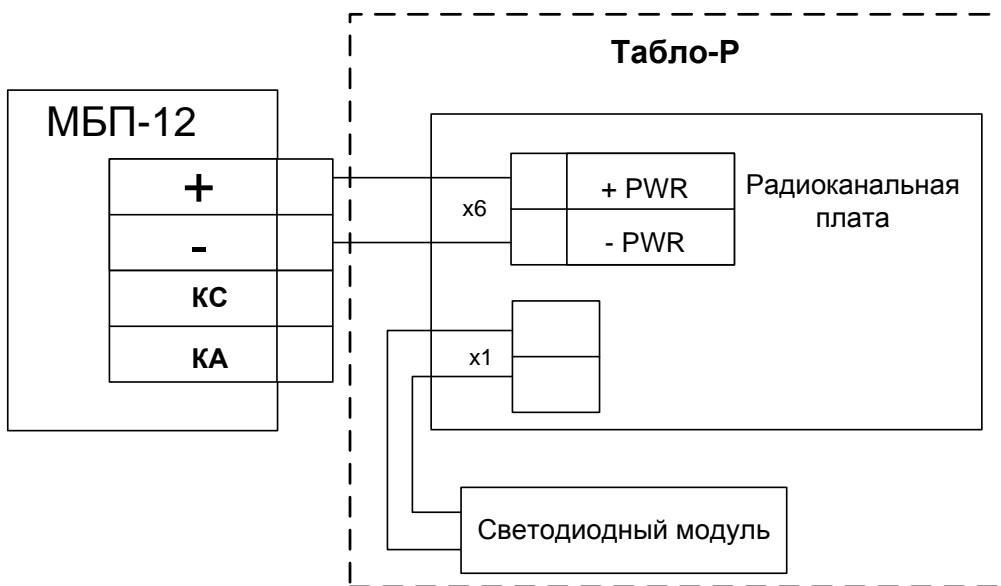 Табло-Р
МБП-12
+
-
КС
КА
x6
+ PWR
- PWR
Радиоканальная
плата
x1
Светодиодный модуль